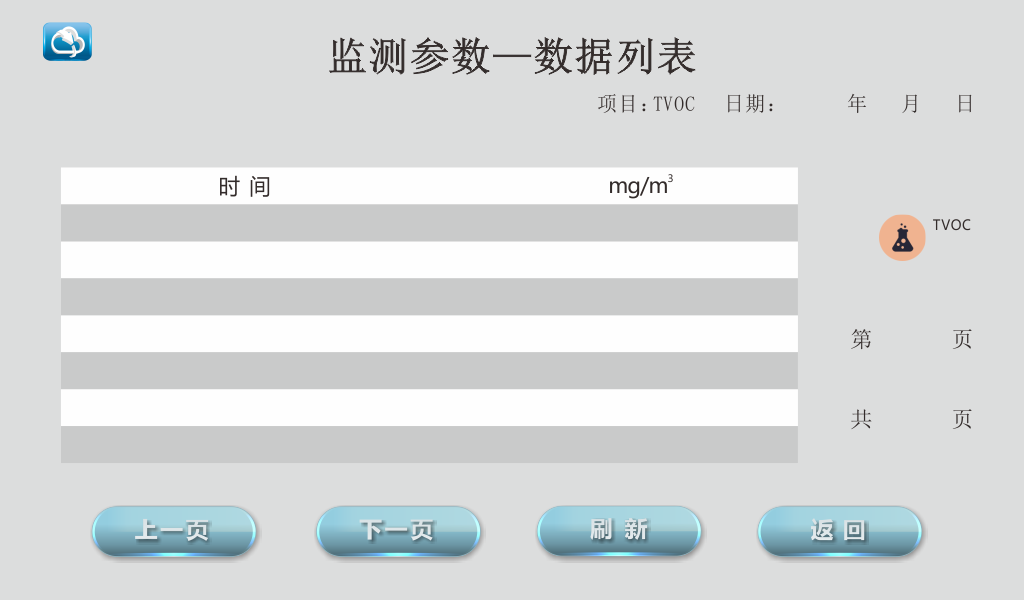 监测参数—数据列表
项目:TVOC 日期: 年 月 日
时 间 mg/m³
TVOC
第 页
共 页
上一页 下一页 刷 新 返 回